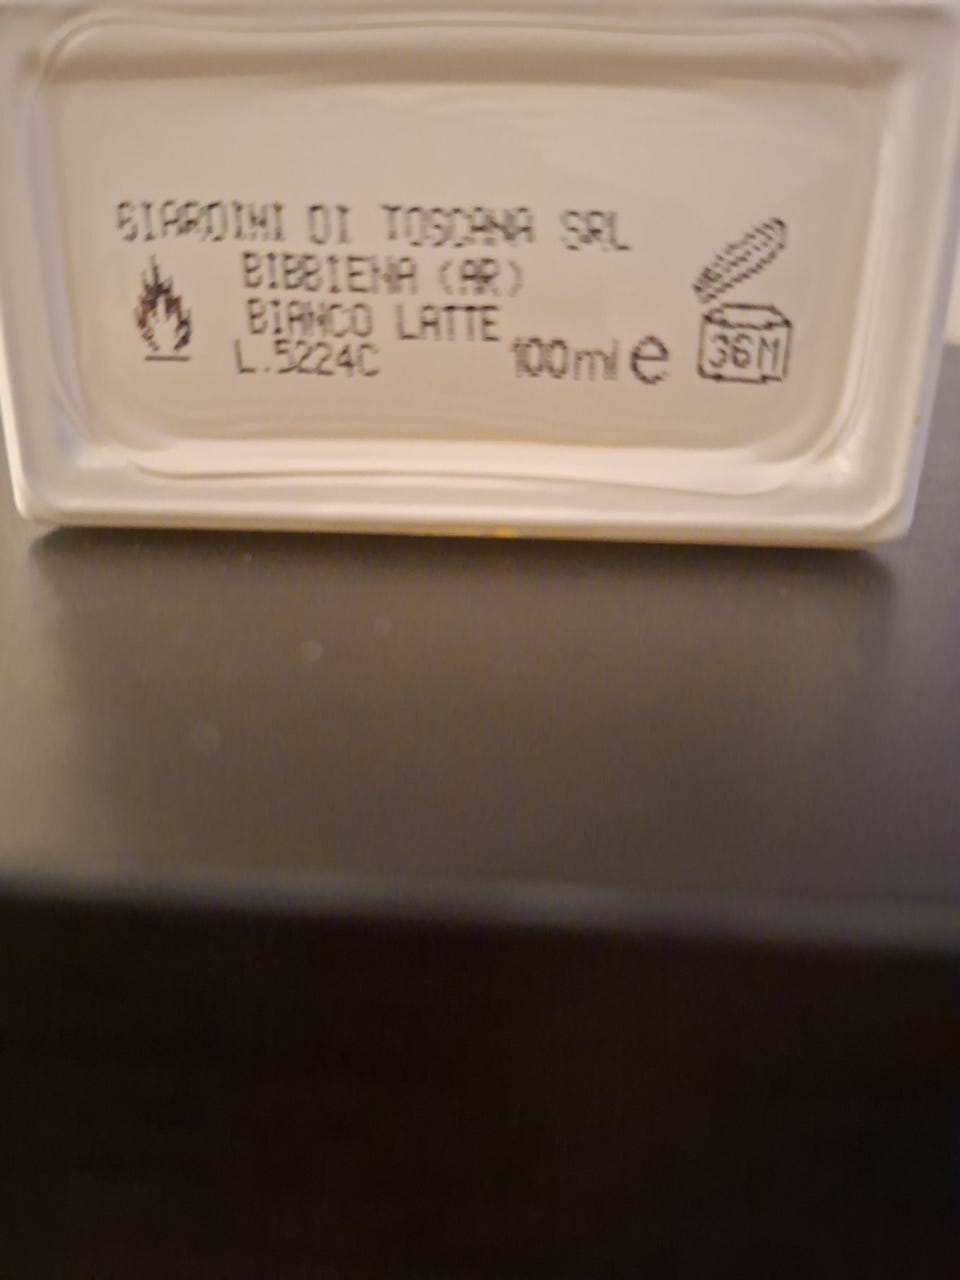 GIARDINI DI TOSCANA SRL
BIBBIENA (AR)
BIANCO LATTE
L.5224C
100ml e
36M